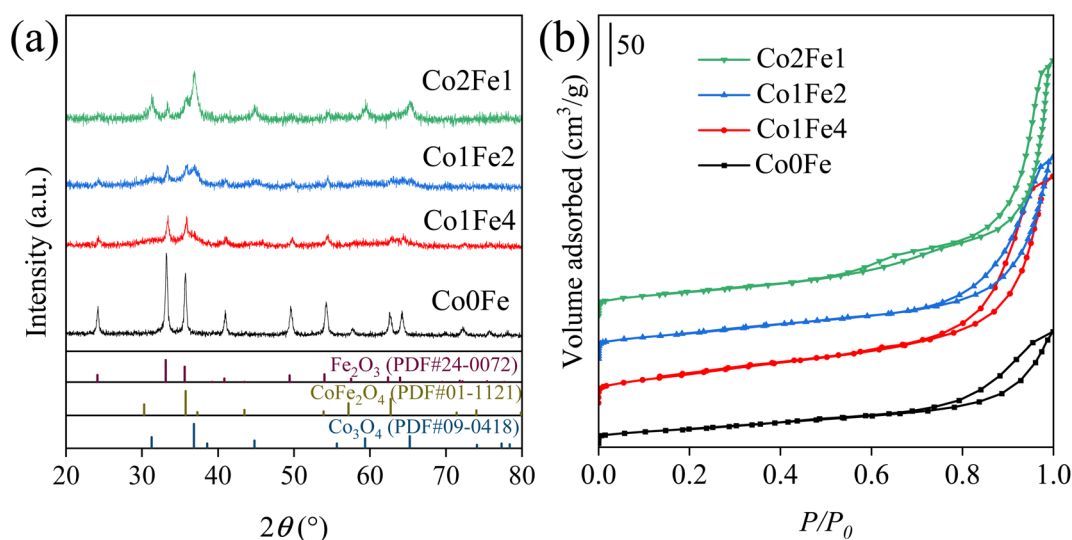 (a)
Co2Fe1
Co1Fe2
Co1Fe4
Co0Fe
Fe₂O₃ (PDF#24-0072)
CoFe₂O₄ (PDF#01-1121)
Co₃O₄ (PDF#09-0418)
20 30 40 50 60 70 80
2θ (°)
Intensity (a.u.)
(b)
50
Co2Fe1
Co1Fe2
Co1Fe4
Co0Fe
0.0 0.2 0.4 0.6 0.8 1.0
P/P₀
Volume adsorbed (cm³/g)